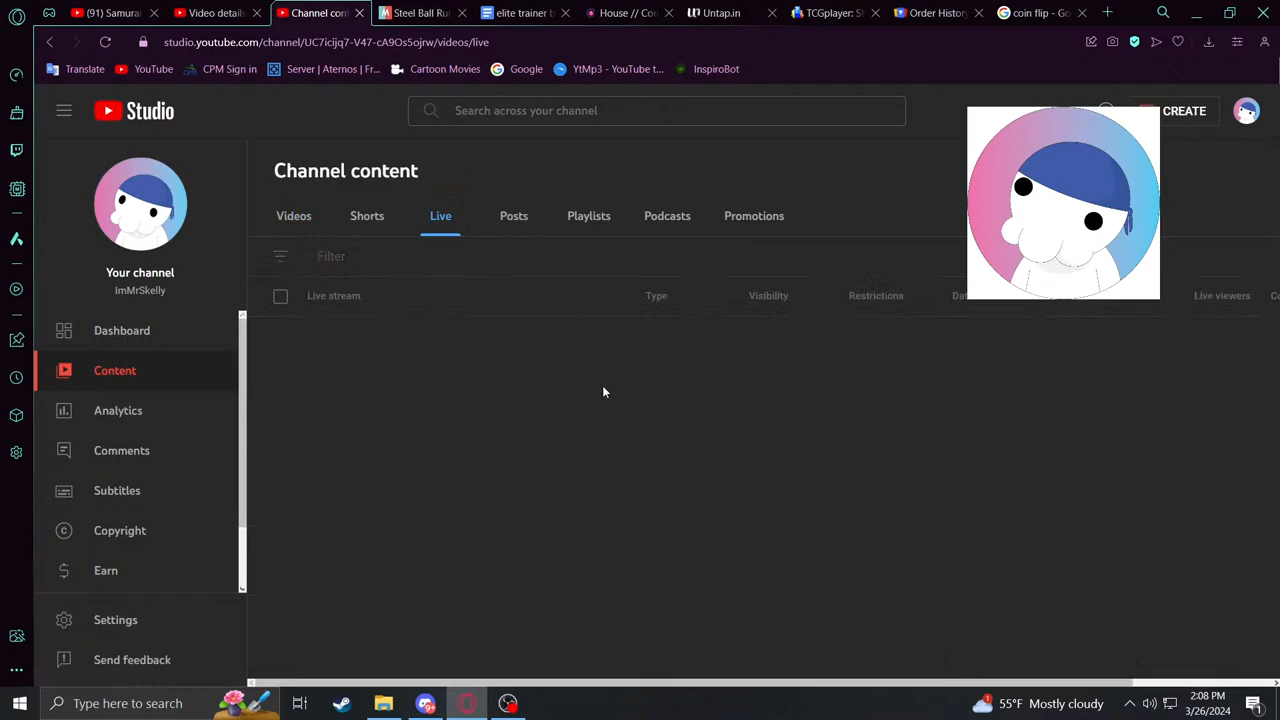 (91) Samurai
Video details
Channel con
Steel Ball Ru
elite trainer b
House // Co
Untap.in
TCGplayer: S
Order History
coin flip - Go
studio.youtube.com/channel/UC7icijq7-V47-cA9Os5ojrw/videos/live
Translate
YouTube
CPM Sign in
Server | Aternos | Fr...
Cartoon Movies
Google
YtMp3 - YouTube t...
InspiroBot
Studio
Search across your channel
CREATE
Channel content
Videos
Shorts
Live
Posts
Playlists
Podcasts
Promotions
Filter
Live stream
Type
Visibility
Restrictions
Dat
Live viewers
Co
Your channel
ImMrSkelly
Dashboard
Content
Analytics
Comments
Subtitles
Copyright
Earn
Settings
Send feedback
Type here to search
55°F Mostly cloudy
2:08 PM
3/26/2024
1